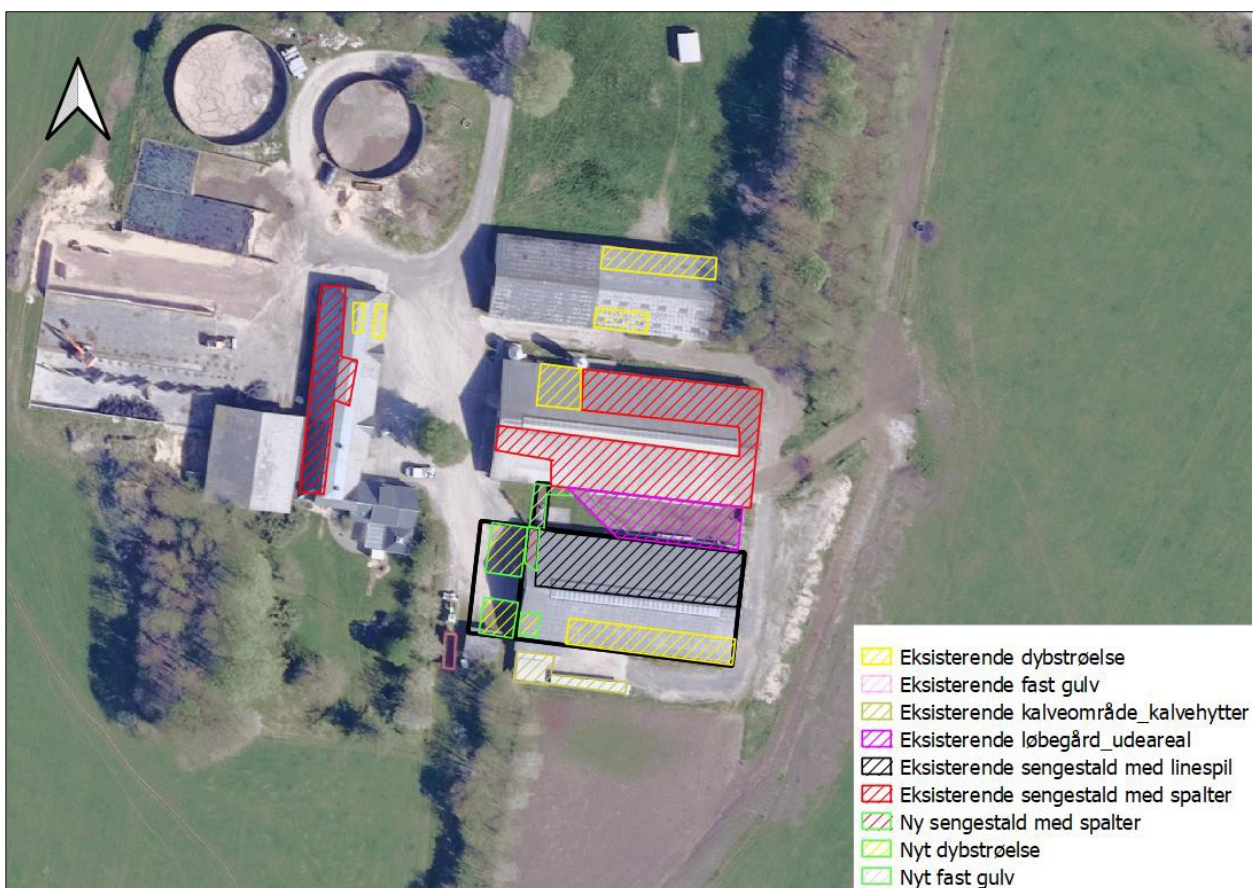 Eksisterende dybstrøelse
Eksisterende fast gulv
Eksisterende kalveområde_kalvehytter
Eksisterende løbegård_udeareal
Eksisterende sengestald med linespil
Eksisterende sengestald med spalter
Ny sengestald med spalter
Nyt dybstrøelse
Nyt fast gulv